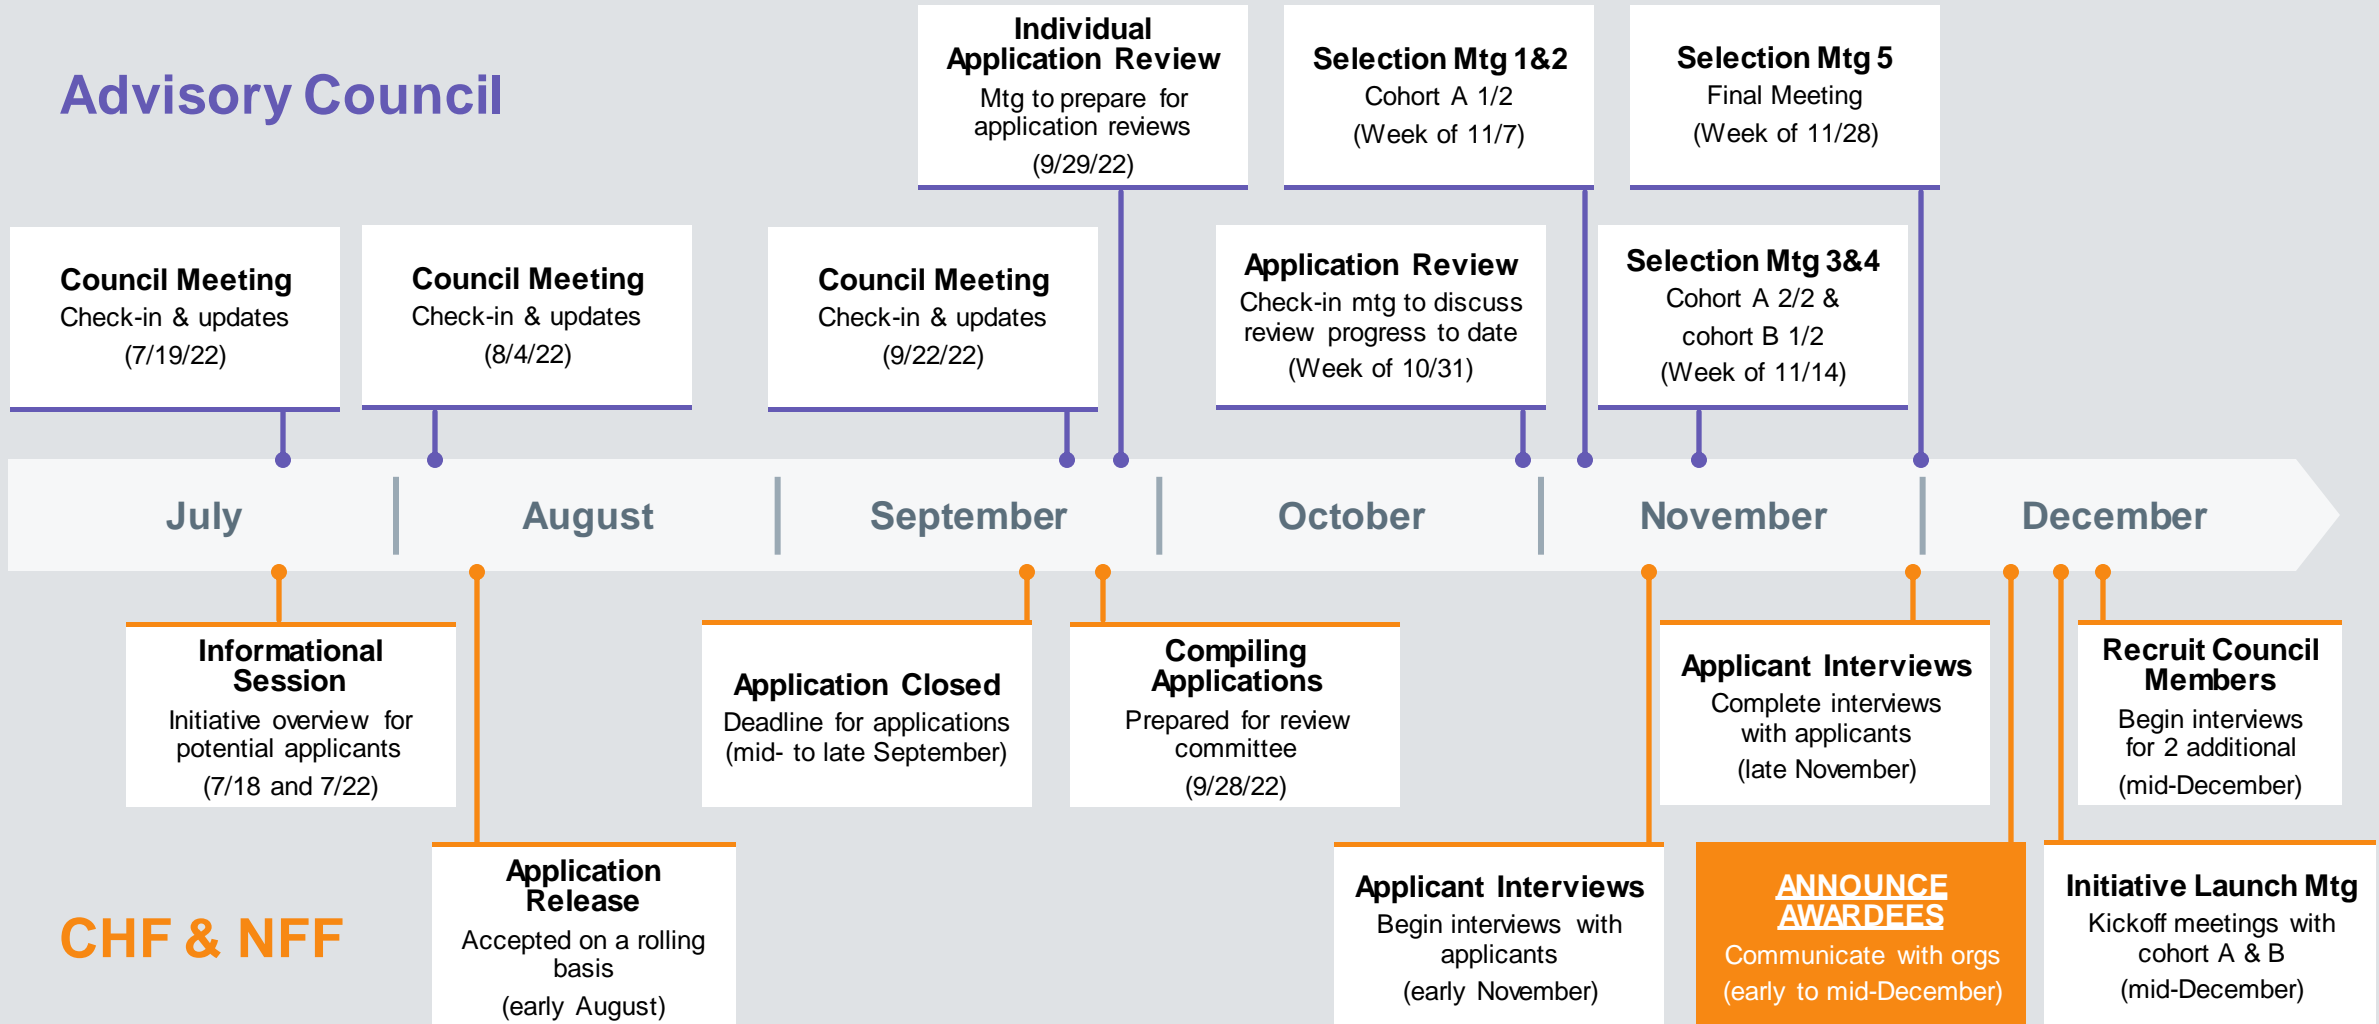 Advisory Council
Individual
Application Review
Mtg to prepare for
application reviews
(9/29/22)
Selection Mtg 1&2
Cohort A 1/2
(Week of 11/7)
Selection Mtg 5
Final Meeting
(Week of 11/28)
Council Meeting
Check-in & updates
(7/19/22)
Council Meeting
Check-in & updates
(8/4/22)
Council Meeting
Check-in & updates
(9/22/22)
Application Review
Check-in mtg to discuss
review progress to date
(Week of 10/31)
Selection Mtg 3&4
Cohort A 2/2 &
cohort B 1/2
(Week of 11/14)
July
August
September
October
November
December
Informational
Session
Initiative overview for
potential applicants
(7/18 and 7/22)
Application Closed
Deadline for applications
(mid- to late September)
Compiling
Applications
Prepared for review
committee
(9/28/22)
Applicant Interviews
Complete interviews
with applicants
(late November)
Recruit Council
Members
Begin interviews
for 2 additional
(mid-December)
CHF & NFF
Application
Release
Accepted on a rolling
basis
(early August)
Applicant Interviews
Begin interviews with
applicants
(early November)
ANNOUNCE
AWARDEES
Communicate with orgs
(early to mid-December)
Initiative Launch Mtg
Kickoff meetings with
cohort A & B
(mid-December)